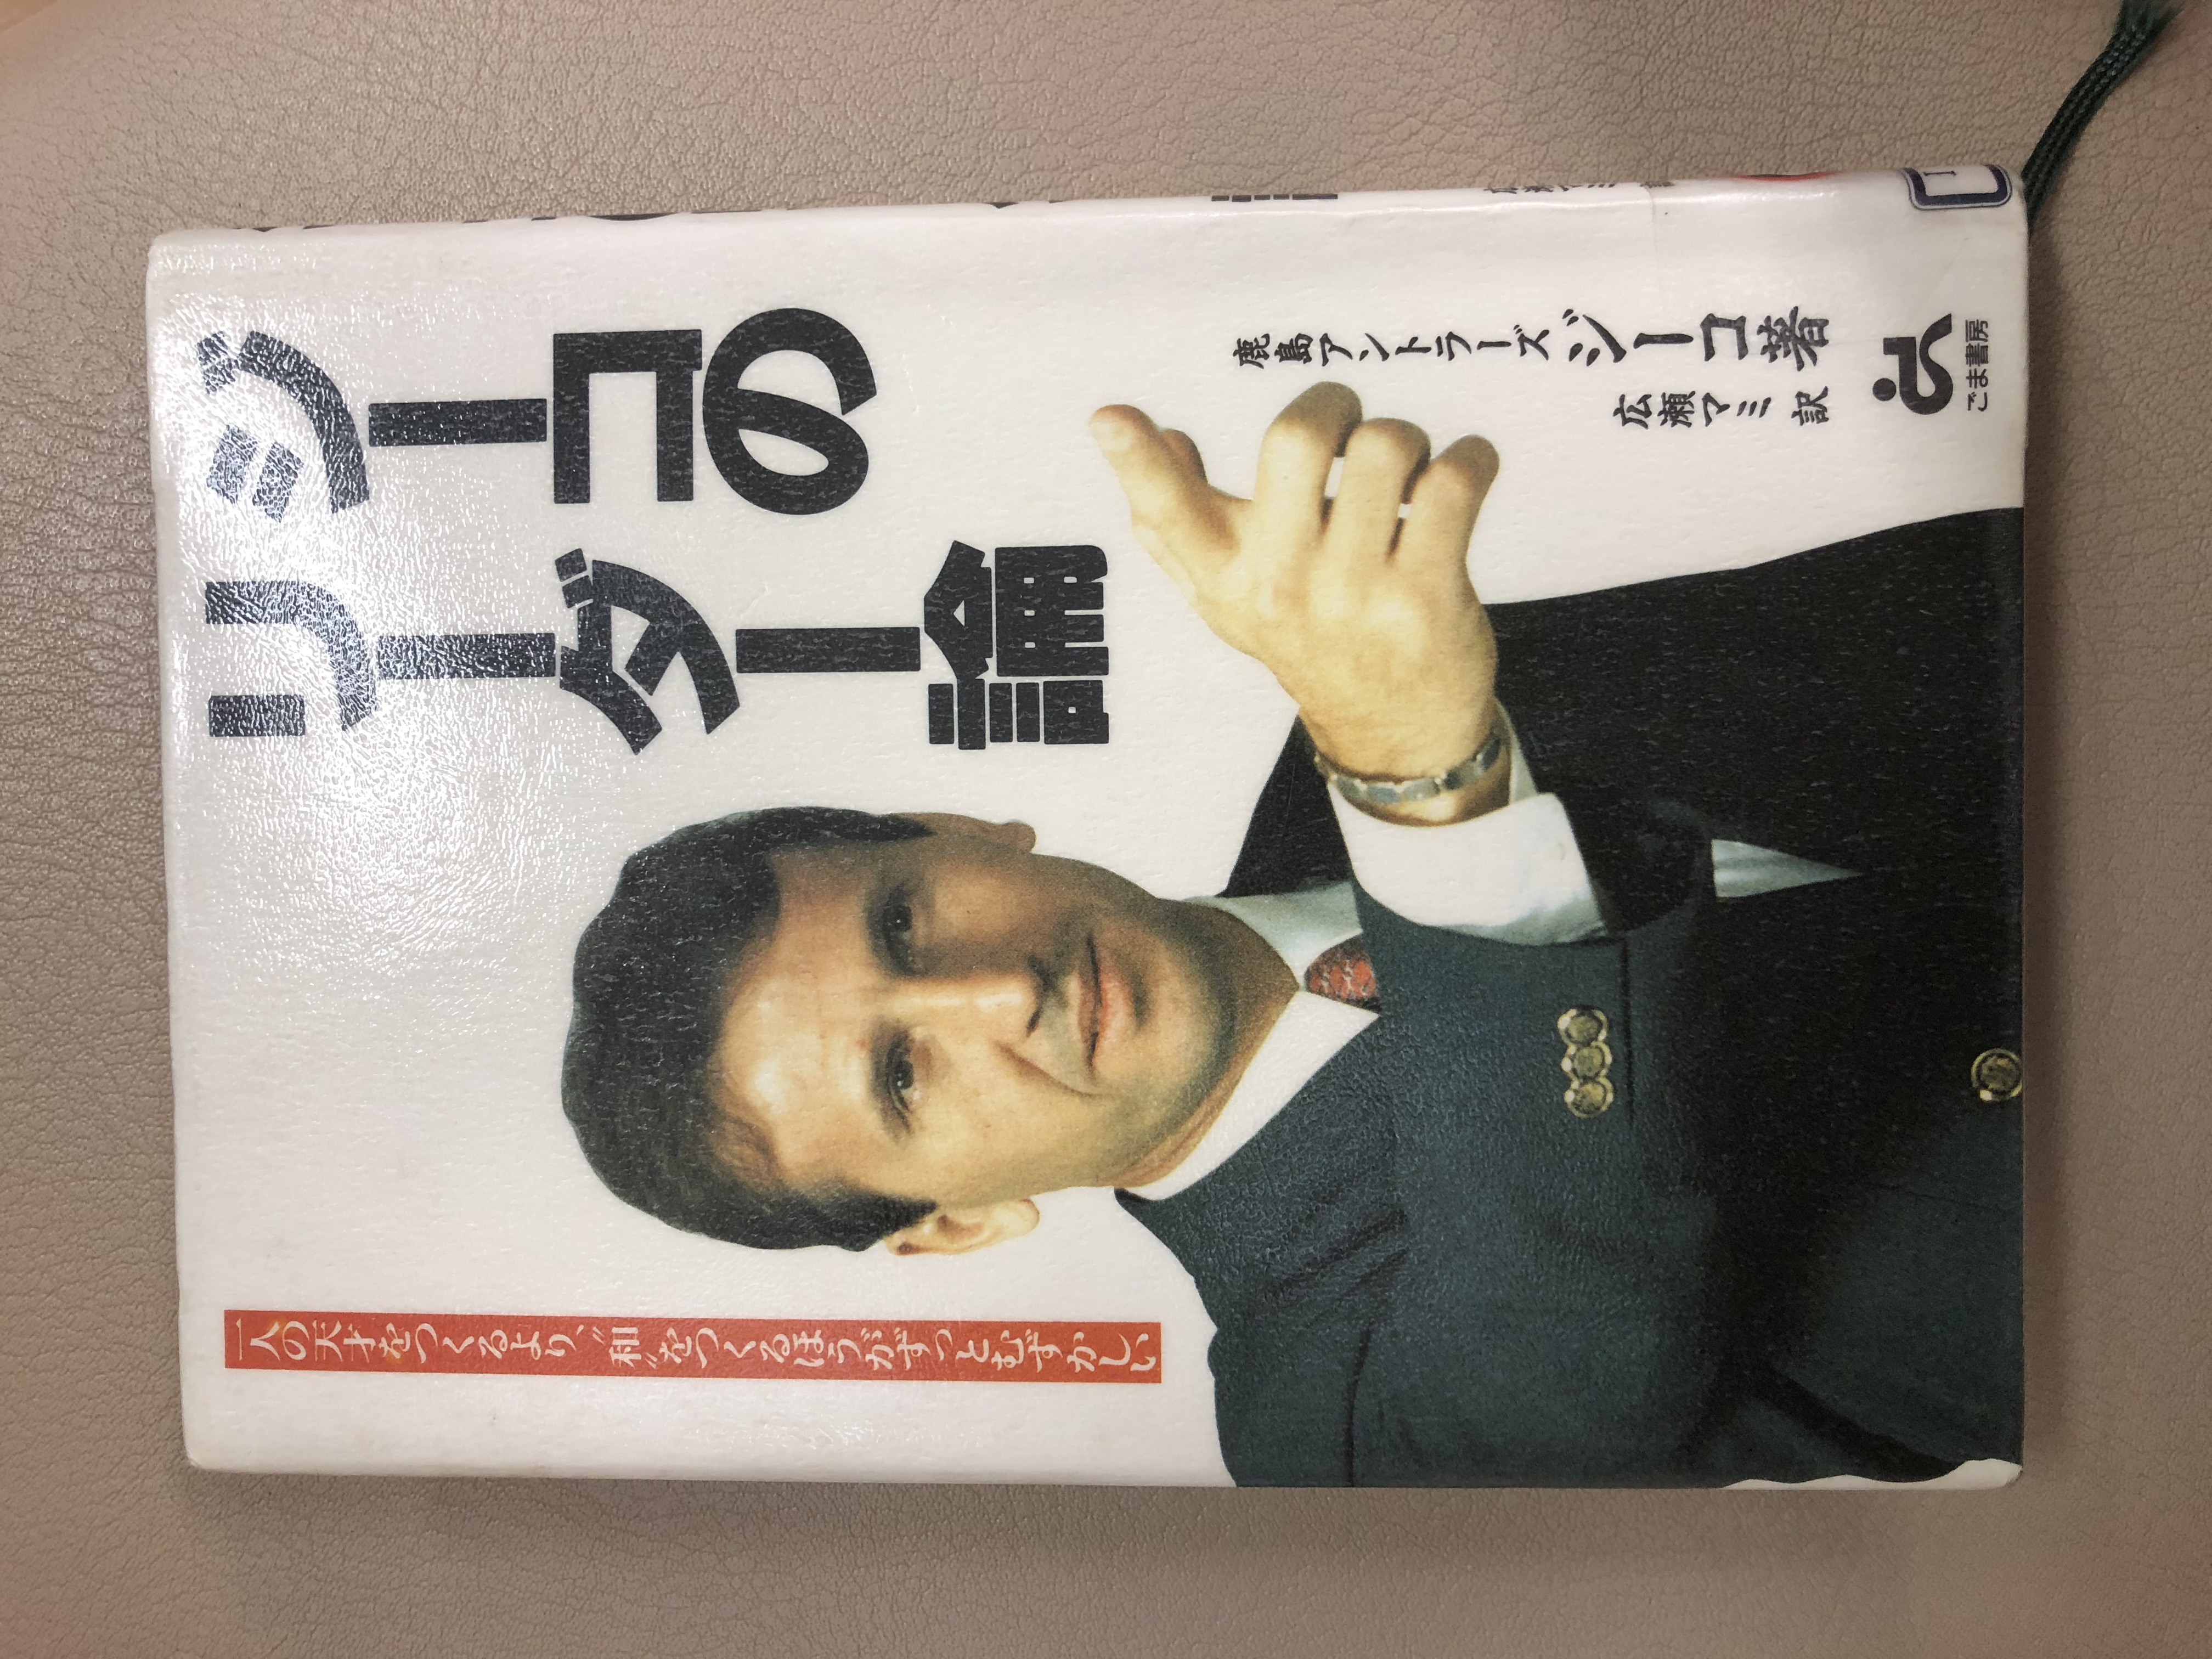 ジーコの
リーダー論
鹿島アントラーズ ジーコ著
広瀬マミ 訳
ごま書房
一人の天才をつくるより、“和”をつくるほうがずっとむずかしい